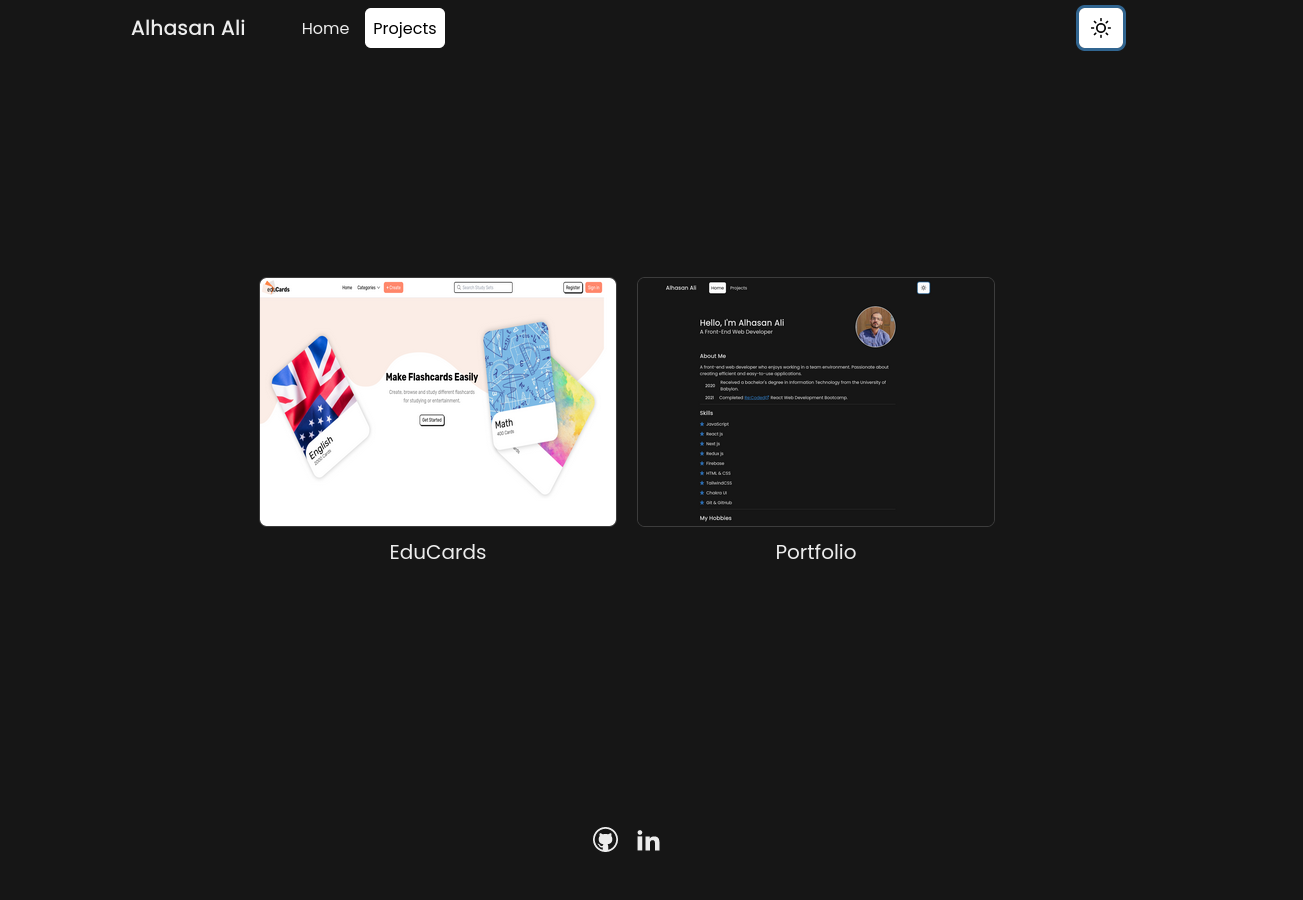 Alhasan Ali
Home
Projects
eduCards
Home
Categories
+ Create
Search Study Sets
Register
Sign In
Make Flashcards Easily
Create, browse and study different flashcards
for studying or entertainment.
Get Started
English
2000 Cards
Math
400 Cards
Alhasan Ali
Home
Projects
Hello, I'm Alhasan Ali
A Front-End Web Developer
About Me
A front-end web developer who enjoys working in a team environment. Passionate about
creating efficient and easy-to-use applications.
2020 Received a bachelor's degree in Information Technology from the University of
Babylon.
2021 Completed Re:Coded React Web Development Bootcamp.
Skills
JavaScript
React js
Next js
Redux js
Firebase
HTML & CSS
TailwindCSS
Chakra UI
Git & GitHub
My Hobbies
EduCards
Portfolio
in